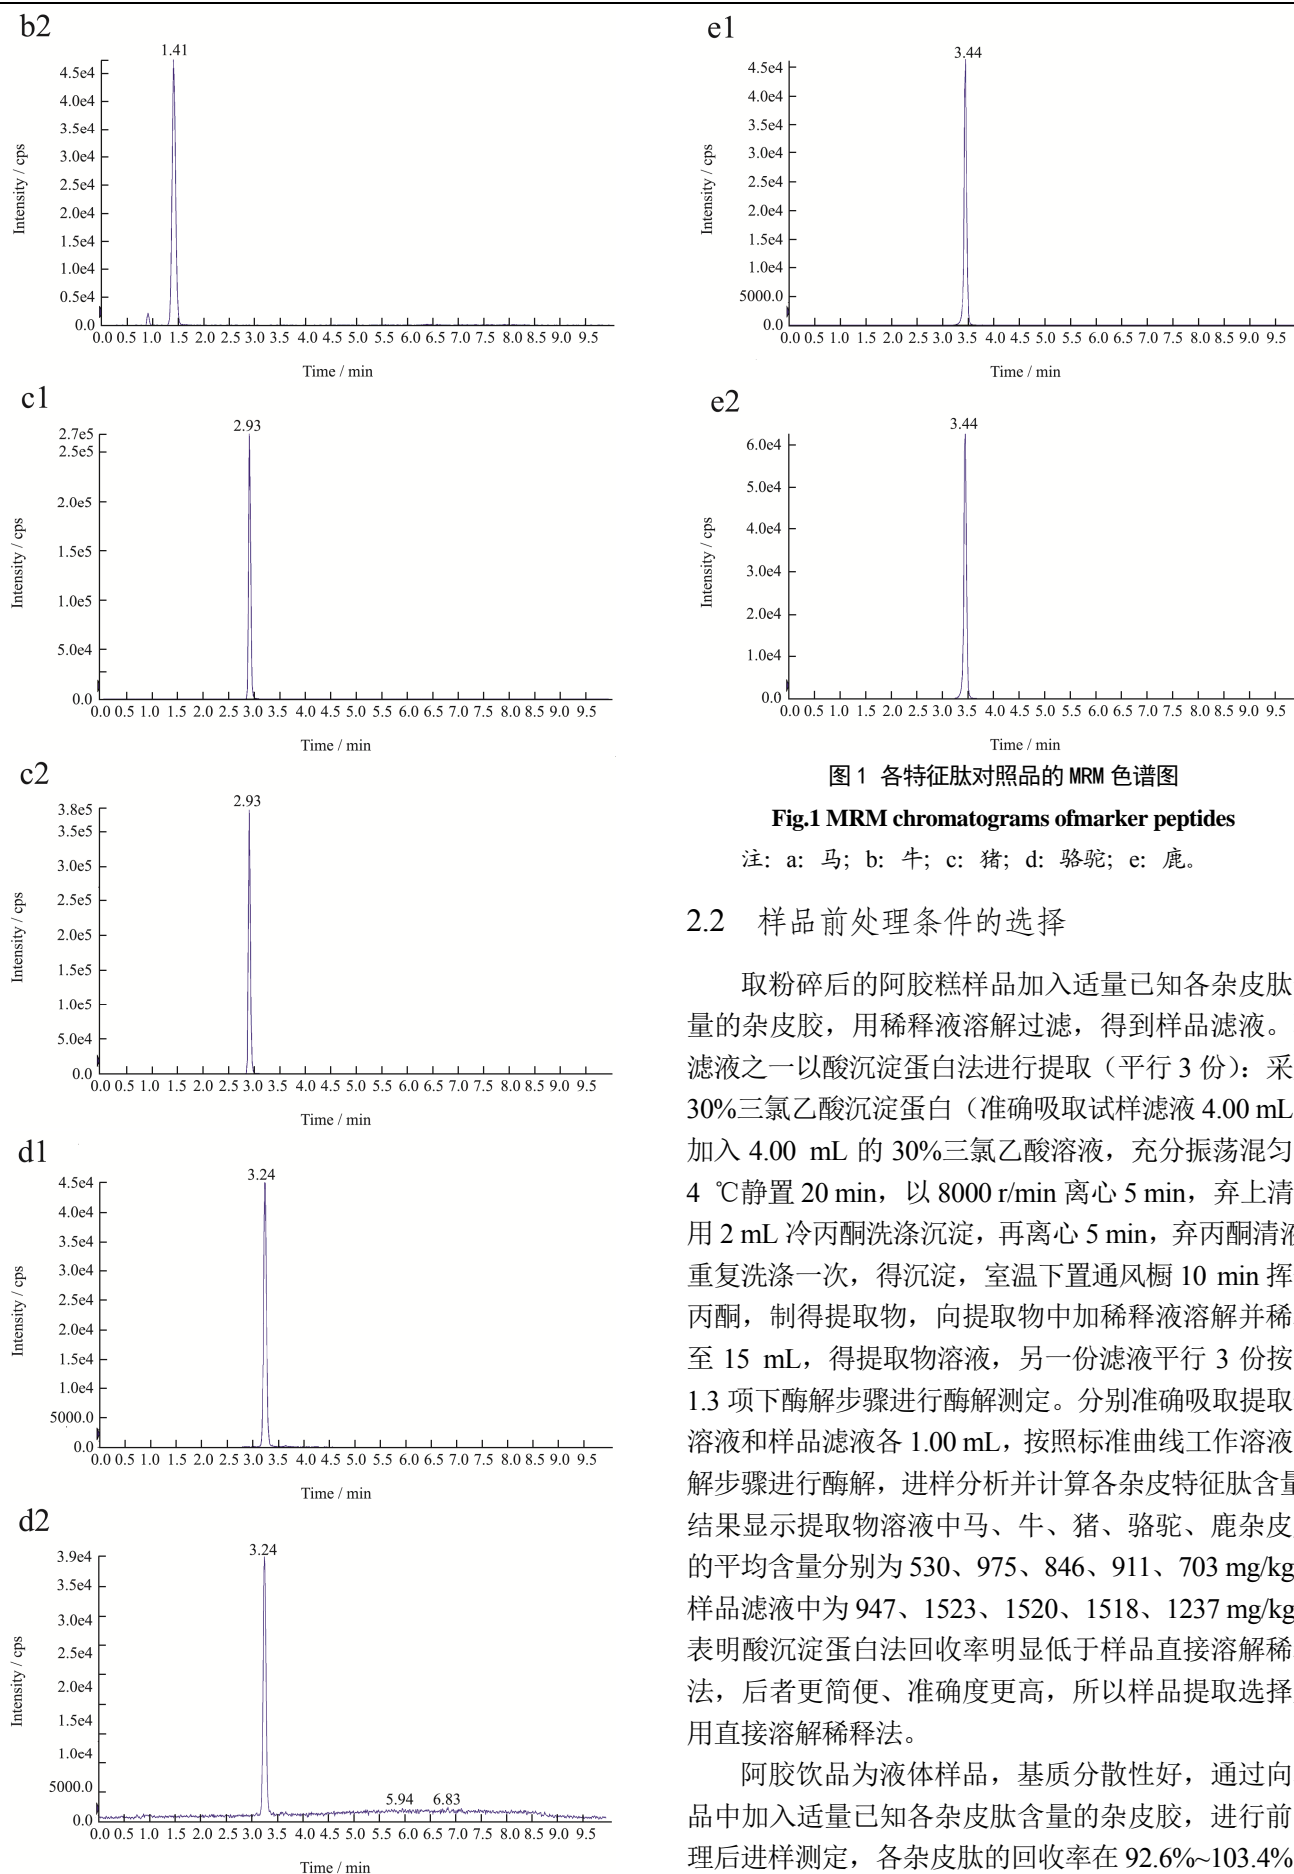 b2
1.41
4.5e4
4.0e4
3.5e4
3.0e4
2.5e4
2.0e4
1.5e4
1.0e4
0.5e4
0.0
Intensity / cps
0.0 0.5 1.0 1.5 2.0 2.5 3.0 3.5 4.0 4.5 5.0 5.5 6.0 6.5 7.0 7.5 8.0 8.5 9.0 9.5
Time / min
c1
2.93
2.7e5
2.5e5
2.0e5
1.5e5
1.0e5
5.0e4
0.0
Intensity / cps
0.0 0.5 1.0 1.5 2.0 2.5 3.0 3.5 4.0 4.5 5.0 5.5 6.0 6.5 7.0 7.5 8.0 8.5 9.0 9.5
Time / min
c2
2.93
3.8e5
3.5e5
3.0e5
2.5e5
2.0e5
1.5e5
1.0e5
5.0e4
0.0
Intensity / cps
0.0 0.5 1.0 1.5 2.0 2.5 3.0 3.5 4.0 4.5 5.0 5.5 6.0 6.5 7.0 7.5 8.0 8.5 9.0 9.5
Time / min
d1
3.24
4.5e4
4.0e4
3.5e4
3.0e4
2.5e4
2.0e4
1.5e4
1.0e4
5000.0
0.0
Intensity / cps
0.0 0.5 1.0 1.5 2.0 2.5 3.0 3.5 4.0 4.5 5.0 5.5 6.0 6.5 7.0 7.5 8.0 8.5 9.0 9.5
Time / min
d2
3.24
3.9e4
3.5e4
3.0e4
2.5e4
2.0e4
1.5e4
1.0e4
5000.0
0.0
5.94 6.83
Intensity / cps
0.0 0.5 1.0 1.5 2.0 2.5 3.0 3.5 4.0 4.5 5.0 5.5 6.0 6.5 7.0 7.5 8.0 8.5 9.0 9.5
Time / min
e1
3.44
4.5e4
4.0e4
3.5e4
3.0e4
2.5e4
2.0e4
1.5e4
1.0e4
5000.0
0.0
Intensity / cps
0.0 0.5 1.0 1.5 2.0 2.5 3.0 3.5 4.0 4.5 5.0 5.5 6.0 6.5 7.0 7.5 8.0 8.5 9.0 9.5
Time / min
e2
3.44
6.0e4
5.0e4
4.0e4
3.0e4
2.0e4
1.0e4
0.0
Intensity / cps
0.0 0.5 1.0 1.5 2.0 2.5 3.0 3.5 4.0 4.5 5.0 5.5 6.0 6.5 7.0 7.5 8.0 8.5 9.0 9.5
Time / min
图 1 各特征肽对照品的 MRM 色谱图
Fig.1 MRM chromatograms ofmarker peptides
注：a：马；b：牛；c：猪；d：骆驼；e：鹿。
2.2 样品前处理条件的选择
取粉碎后的阿胶糕样品加入适量已知各杂皮肽
量的杂皮胶，用稀释液溶解过滤，得到样品滤液。
滤液之一以酸沉淀蛋白法进行提取（平行 3 份）：采
30%三氯乙酸沉淀蛋白（准确吸取试样滤液 4.00 mL
加入 4.00 mL 的 30%三氯乙酸溶液，充分振荡混匀
4 ℃静置 20 min，以 8000 r/min 离心 5 min，弃上清
用 2 mL 冷丙酮洗涤沉淀，再离心 5 min，弃丙酮清液
重复洗涤一次，得沉淀，室温下置通风橱 10 min 挥
丙酮，制得提取物，向提取物中加稀释液溶解并稀
至 15 mL，得提取物溶液，另一份滤液平行 3 份按
1.3 项下酶解步骤进行酶解测定。分别准确吸取提取
溶液和样品滤液各 1.00 mL，按照标准曲线工作溶液
解步骤进行酶解，进样分析并计算各杂皮特征肽含量
结果显示提取物溶液中马、牛、猪、骆驼、鹿杂皮
的平均含量分别为 530、975、846、911、703 mg/kg
样品滤液中为 947、1523、1520、1518、1237 mg/kg
表明酸沉淀蛋白法回收率明显低于样品直接溶解稀
法，后者更简便、准确度更高，所以样品提取选择
用直接溶解稀释法。
阿胶饮品为液体样品，基质分散性好，通过向
品中加入适量已知各杂皮肽含量的杂皮胶，进行前
理后进样测定，各杂皮肽的回收率在 92.6%~103.4%